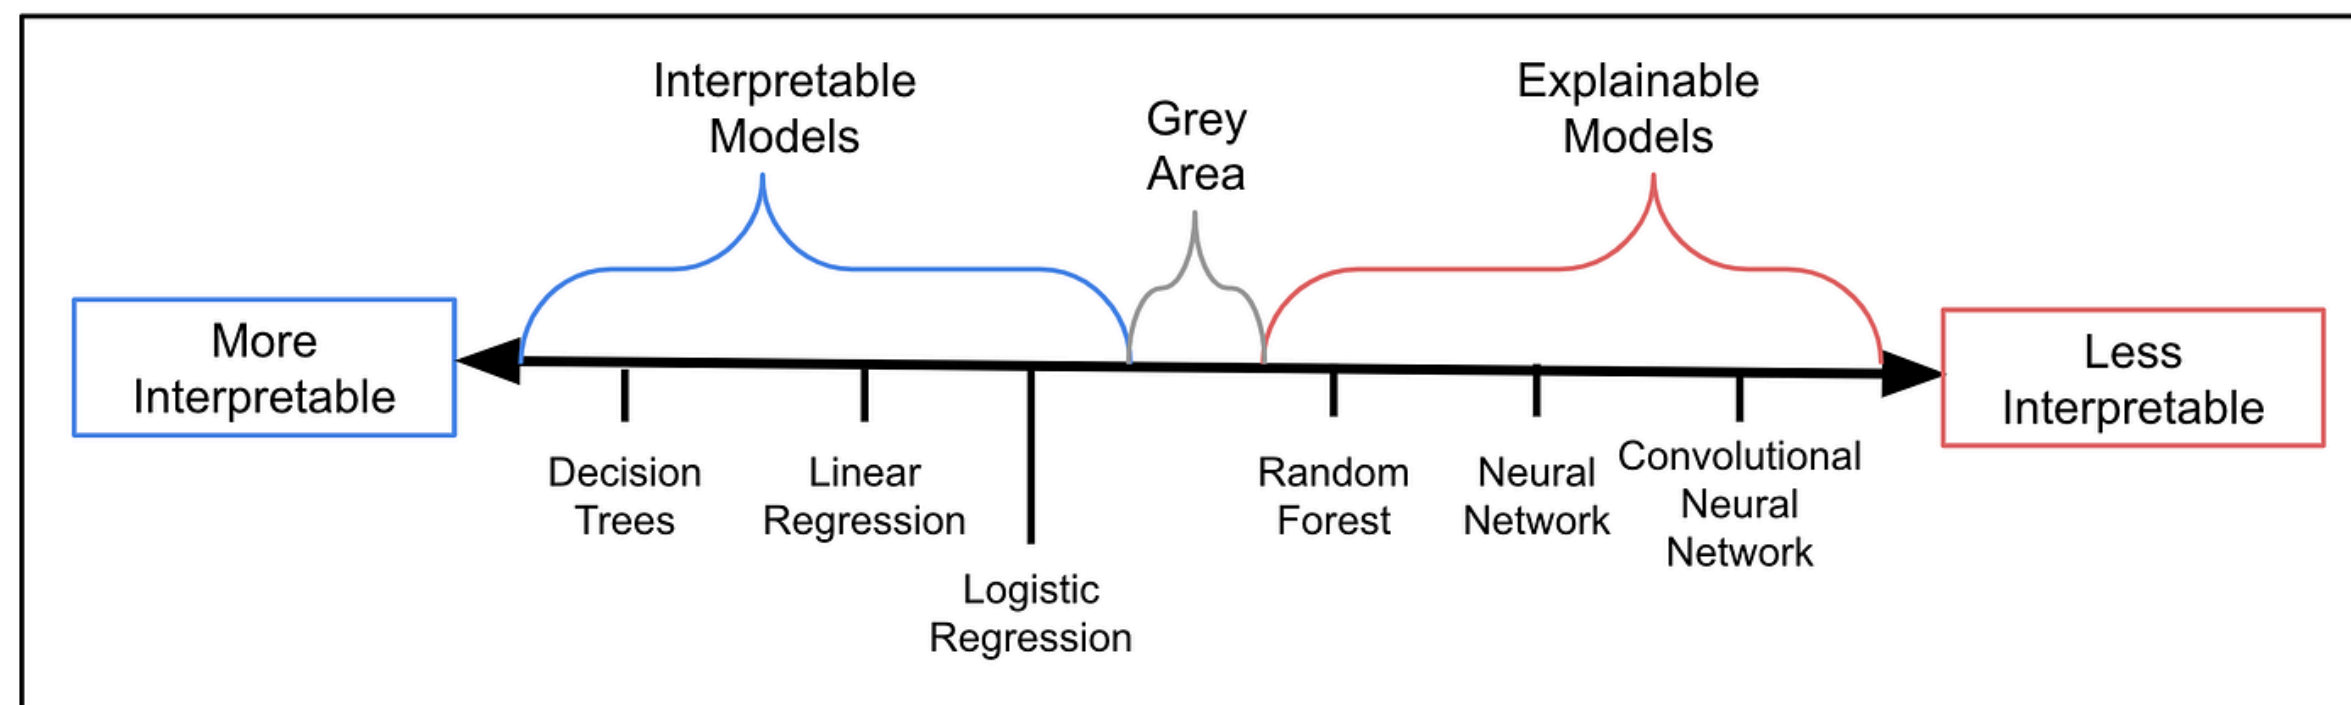 Interpretable
Models
Grey
Area
Explainable
Models
More
Interpretable
Less
Interpretable
Decision
Trees
Linear
Regression
Logistic
Regression
Random
Forest
Neural
Network
Convolutional
Neural
Network